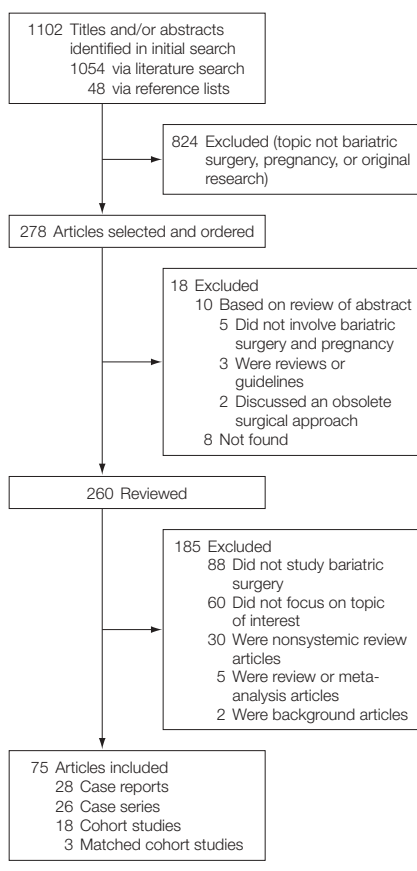 1102 Titles and/or abstracts
identified in initial search
1054 via literature search
48 via reference lists
824 Excluded (topic not bariatric
surgery, pregnancy, or original
research)
278 Articles selected and ordered
18 Excluded
10 Based on review of abstract
5 Did not involve bariatric
surgery and pregnancy
3 Were reviews or
guidelines
2 Discussed an obsolete
surgical approach
8 Not found
260 Reviewed
185 Excluded
88 Did not study bariatric
surgery
60 Did not focus on topic
of interest
30 Were nonsystemic review
articles
5 Were review or meta-
analysis articles
2 Were background articles
75 Articles included
28 Case reports
26 Case series
18 Cohort studies
3 Matched cohort studies